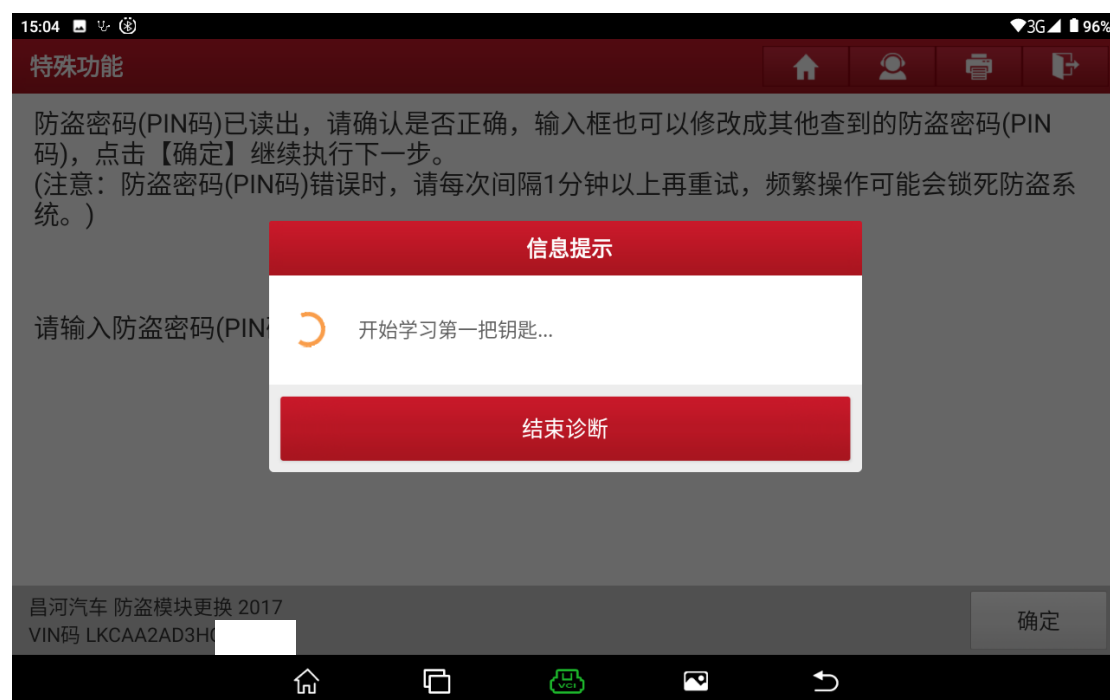 15:04 3G 96%
特殊功能
防盗密码(PIN码)已读出，请确认是否正确，输入框也可以修改成其他查到的防盗密码(PIN
码)，点击【确定】继续执行下一步。
(注意：防盗密码(PIN码)错误时，请每次间隔1分钟以上再重试，频繁操作可能会锁死防盗系
统。)
信息提示
请输入防盗密码(PIN
开始学习第一把钥匙...
结束诊断
昌河汽车 防盗模块更换 2017
VIN码 LKCAA2AD3H
确定
VCI